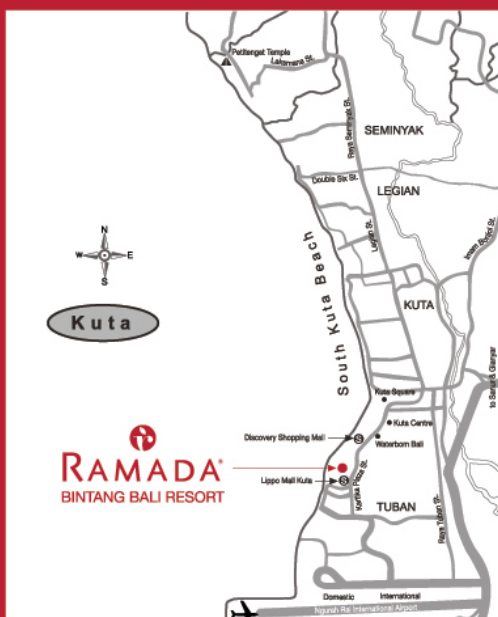 Petitenget Temple
Laksmana St.
Raya Seminyak St.
SEMINYAK
Double Six St.
LEGIAN
Legian St.
Imam Bonjol St.
N
W
E
S
Kuta
South Kuta Beach
KUTA
to Sanur & Gianyar
Kuta Square
Kuta Centre
Discovery Shopping Mall
S
Waterbom Bali
RAMADA
BINTANG BALI RESORT
Lippo Mall Kuta
S
Kartika Plaza St.
TUBAN
Raya Tuban St.
Domestic
International
Ngurah Rai International Airport